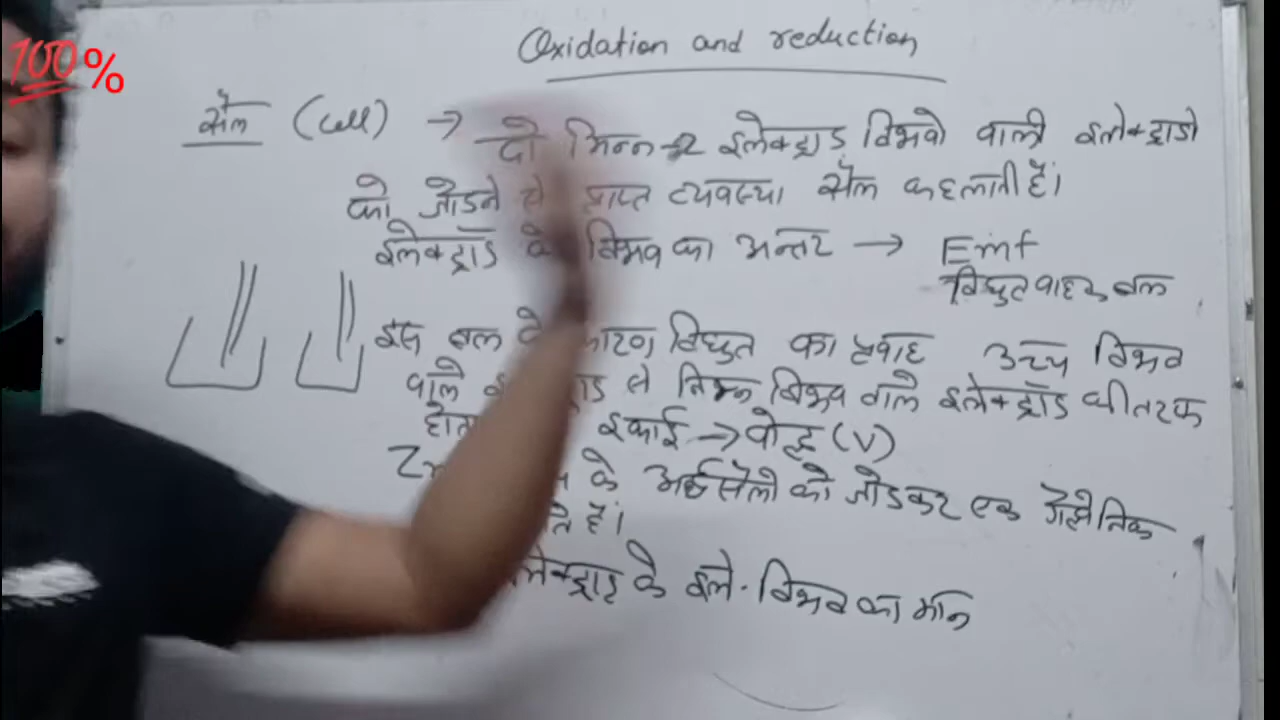 100%
Oxidation and reduction
सैल (Cell) → दो भिन्न-2 इलेक्ट्राड विभवो वाली इलेक्ट्राडो
को जोडने से प्राप्त व्यवस्था सैल कहलाती है।
इलेक्ट्रॉड के विभव का अन्तर → Emf
विधुत वाहक बल
इस बल के कारण विधुत का प्रवाह उच्च विभव
वाले से निम्न विभव वाले इलेक्ट्रॉड की तरफ
इकाई → वोल्ट (V)
के अर्द्धसैलो को जोडकर एक
है।
के इले. विभव का मान